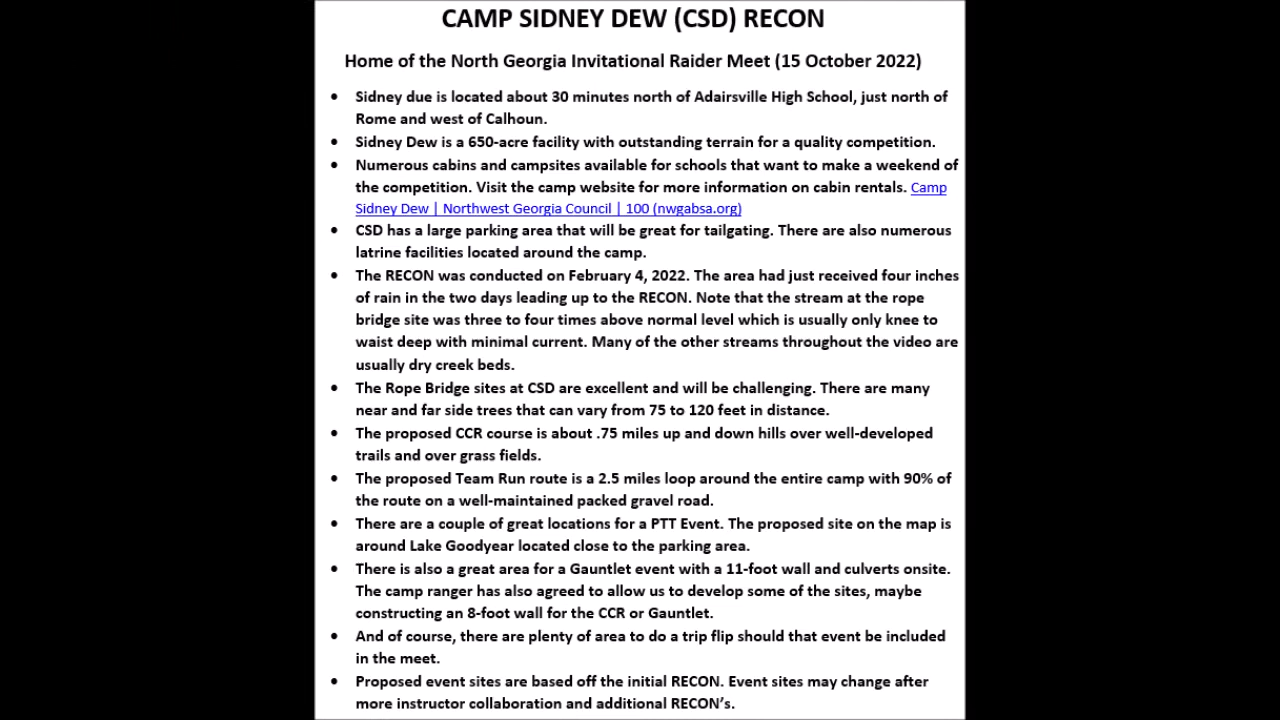 CAMP SIDNEY DEW (CSD) RECON
Home of the North Georgia Invitational Raider Meet (15 October 2022)
• Sidney due is located about 30 minutes north of Adairsville High School, just north of
Rome and west of Calhoun.
• Sidney Dew is a 650-acre facility with outstanding terrain for a quality competition.
• Numerous cabins and campsites available for schools that want to make a weekend of
the competition. Visit the camp website for more information on cabin rentals. Camp
Sidney Dew | Northwest Georgia Council | 100 (nwgabsa.org)
• CSD has a large parking area that will be great for tailgating. There are also numerous
latrine facilities located around the camp.
• The RECON was conducted on February 4, 2022. The area had just received four inches
of rain in the two days leading up to the RECON. Note that the stream at the rope
bridge site was three to four times above normal level which is usually only knee to
waist deep with minimal current. Many of the other streams throughout the video are
usually dry creek beds.
• The Rope Bridge sites at CSD are excellent and will be challenging. There are many
near and far side trees that can vary from 75 to 120 feet in distance.
• The proposed CCR course is about .75 miles up and down hills over well-developed
trails and over grass fields.
• The proposed Team Run route is a 2.5 miles loop around the entire camp with 90% of
the route on a well-maintained packed gravel road.
• There are a couple of great locations for a PTT Event. The proposed site on the map is
around Lake Goodyear located close to the parking area.
• There is also a great area for a Gauntlet event with a 11-foot wall and culverts onsite.
The camp ranger has also agreed to allow us to develop some of the sites, maybe
constructing an 8-foot wall for the CCR or Gauntlet.
• And of course, there are plenty of area to do a trip flip should that event be included
in the meet.
• Proposed event sites are based off the initial RECON. Event sites may change after
more instructor collaboration and additional RECON's.